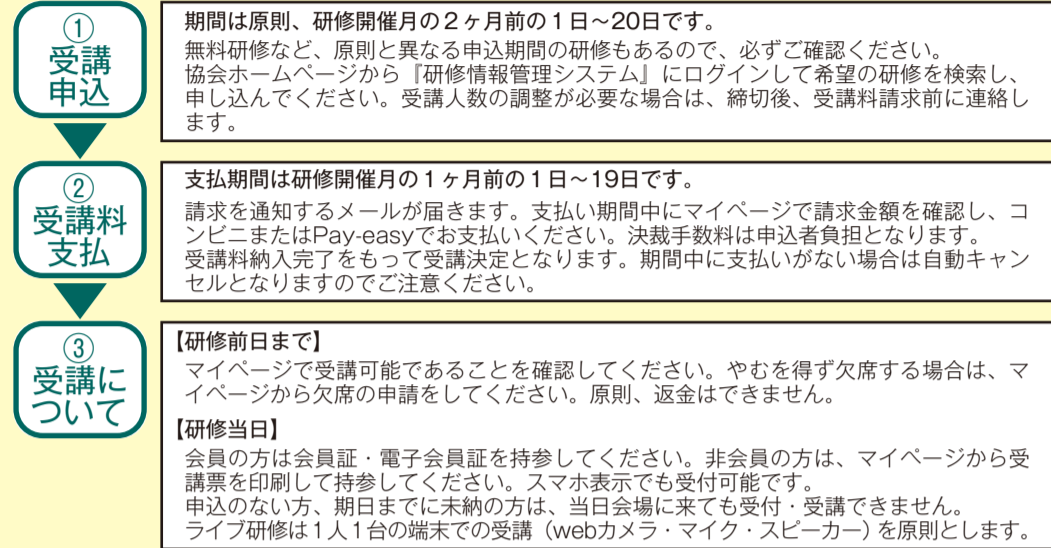 ①
受講
申込
期間は原則、研修開催月の２ヶ月前の１日～20日です。
無料研修など、原則と異なる申込期間の研修もあるので、必ずご確認ください。
協会ホームページから『研修情報管理システム』にログインして希望の研修を検索し、
申し込んでください。受講人数の調整が必要な場合は、締切後、受講料請求前に連絡し
ます。
②
受講料
支払
支払期間は研修開催月の１ヶ月前の１日～19日です。
請求を通知するメールが届きます。支払い期間中にマイページで請求金額を確認し、コ
ンビニまたはPay-easyでお支払いください。決裁手数料は申込者負担となります。
受講料納入完了をもって受講決定となります。期間中に支払いがない場合は自動キャン
セルとなりますのでご注意ください。
③
受講に
ついて
【研修前日まで】
マイページで受講可能であることを確認してください。やむを得ず欠席する場合は、マ
イページから欠席の申請をしてください。原則、返金はできません。
【研修当日】
会員の方は会員証・電子会員証を持参してください。非会員の方は、マイページから受
講票を印刷して持参してください。スマホ表示でも受付可能です。
申込のない方、期日までに未納の方は、当日会場に来ても受付・受講できません。
ライブ研修は１人１台の端末での受講（webカメラ・マイク・スピーカー）を原則とします。